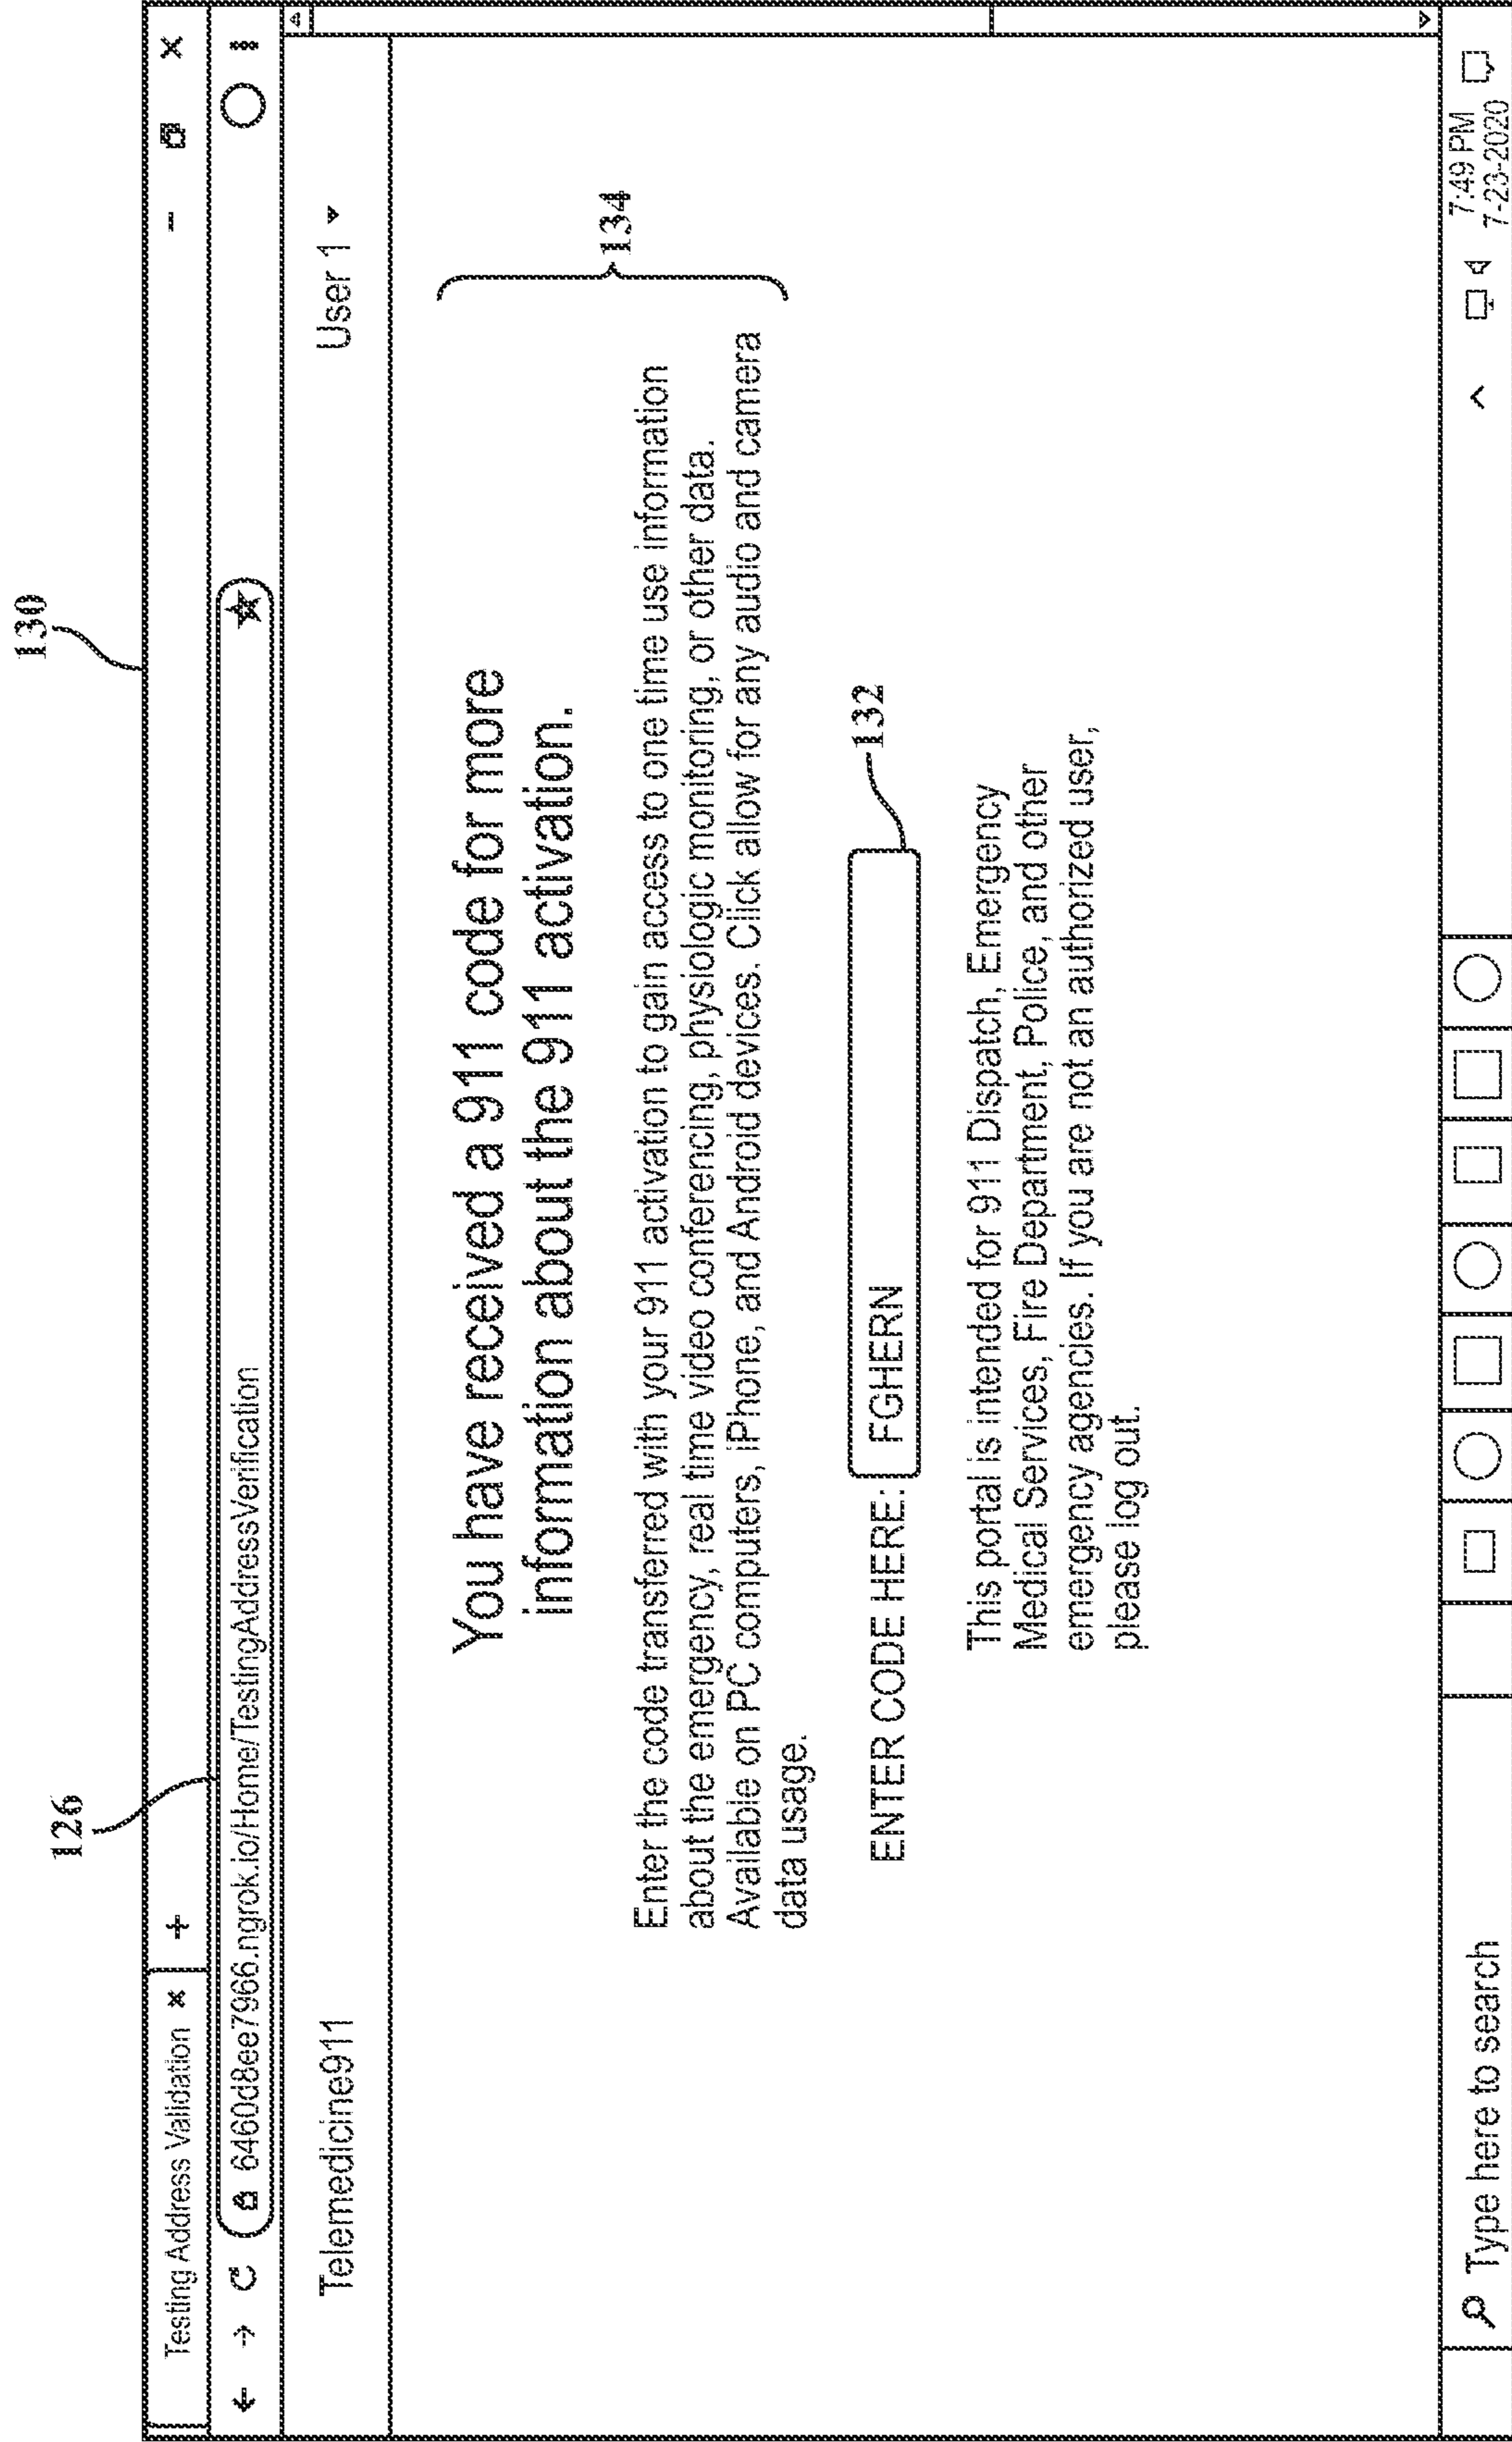 130
126
Testing Address Validation
6460d8ee7966.ngrok.io/Home/TestingAddressVerification
Telemedicine911
User 1
You have received a 911 code for more
information about the 911 activation.
134
Enter the code transferred with your 911 activation to gain access to one time use information
about the emergency, real time video conferencing, physiologic monitoring, or other data.
Available on PC computers, iPhone, and Android devices. Click allow for any audio and camera
data usage.
132
ENTER CODE HERE: FGHERN
This portal is intended for 911 Dispatch, Emergency
Medical Services, Fire Department, Police, and other
emergency agencies. If you are not an authorized user,
please log out.
Type here to search
7:49 PM
7-23-2020